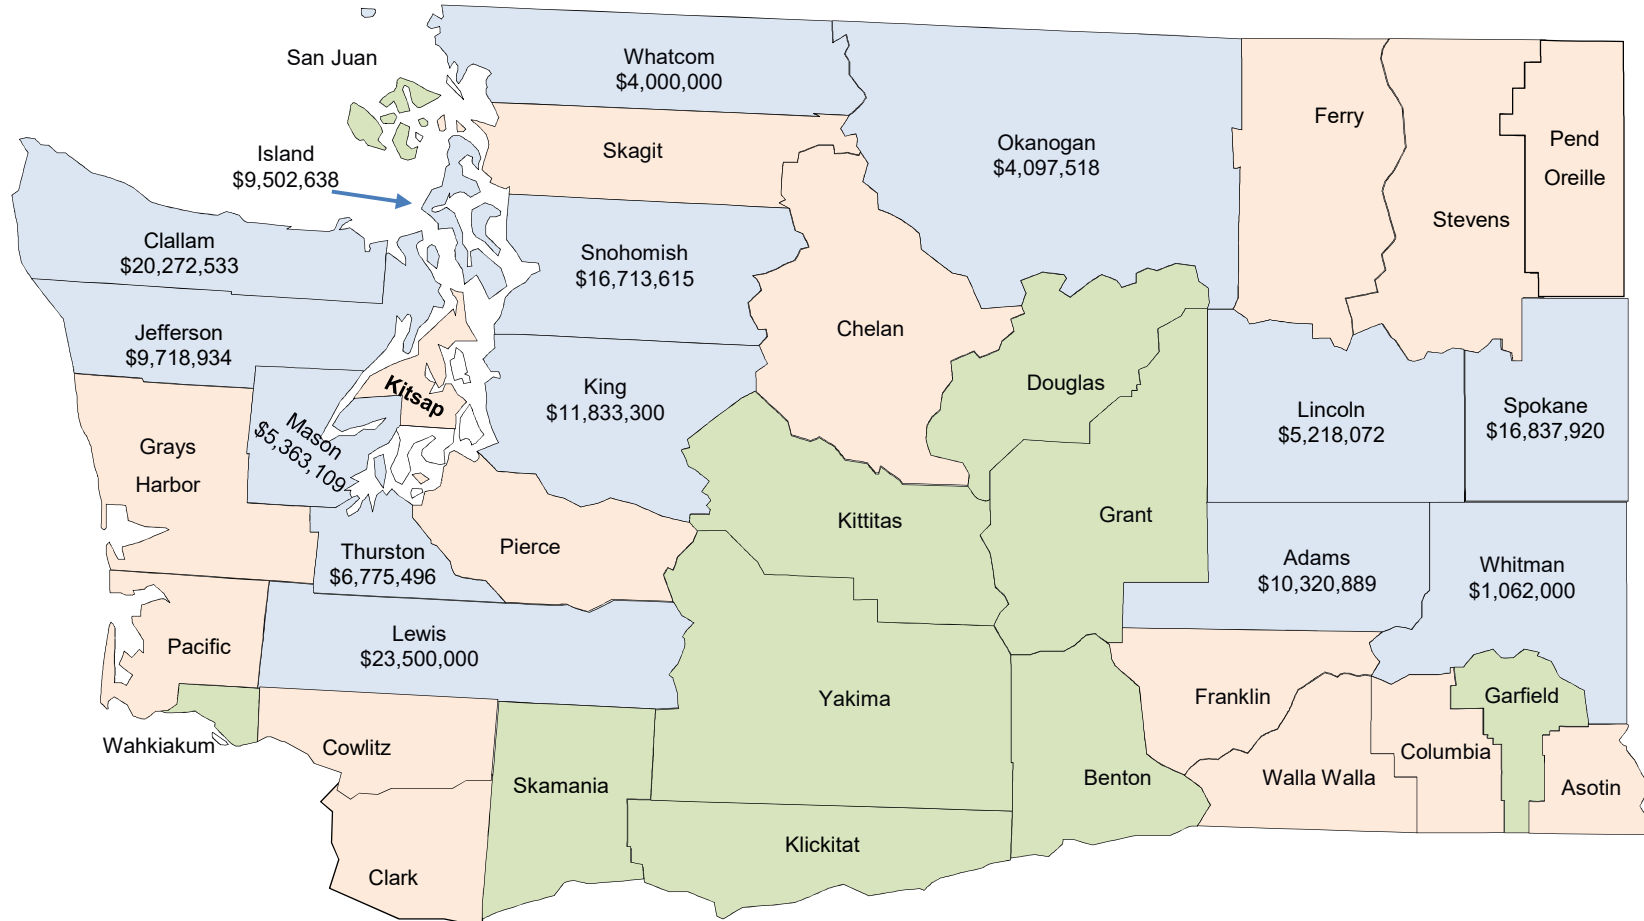 San Juan
Whatcom
$4,000,000
Skagit
Okanogan
$4,097,518
Ferry
Pend
Oreille
Stevens
Island
$9,502,638
Clallam
$20,272,533
Snohomish
$16,713,615
Jefferson
$9,718,934
Chelan
Kitsap
King
$11,833,300
Douglas
Lincoln
$5,218,072
Spokane
$16,837,920
Mason
$5,363,109
Grays
Harbor
Kittitas
Grant
Pierce
Thurston
$6,775,496
Adams
$10,320,889
Whitman
$1,062,000
Pacific
Lewis
$23,500,000
Yakima
Franklin
Garfield
Wahkiakum
Cowlitz
Skamania
Benton
Walla Walla
Columbia
Asotin
Klickitat
Clark